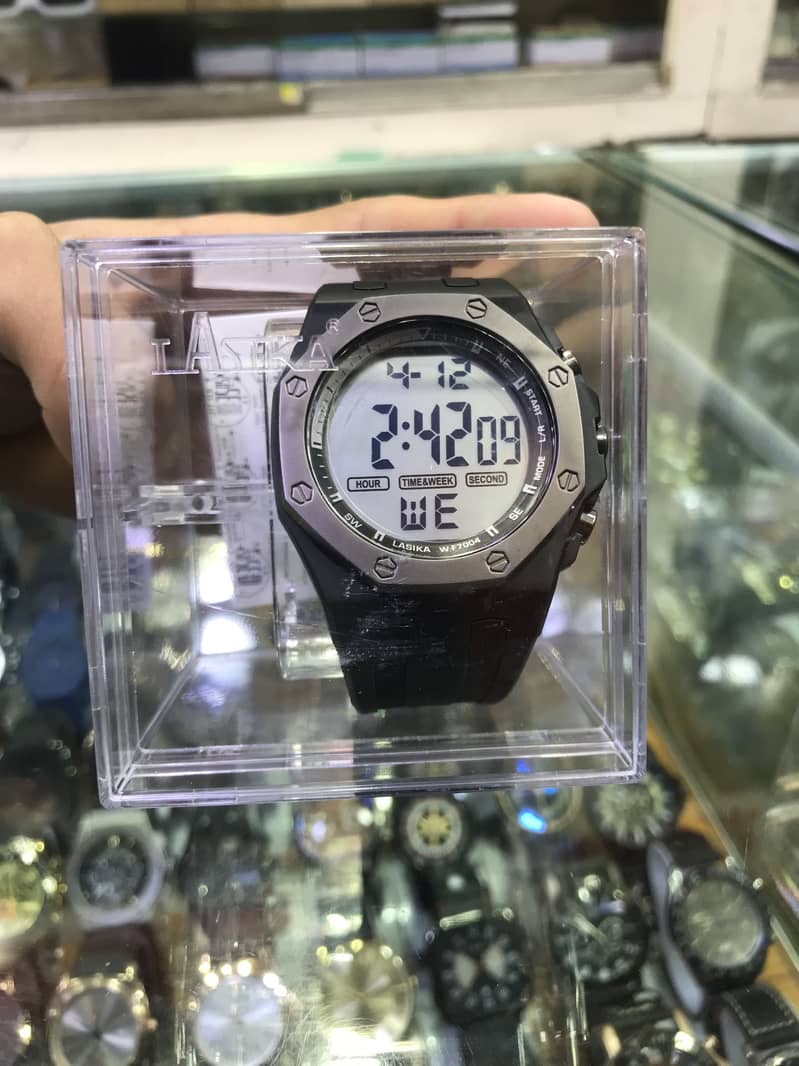 LASIKA®
4-12
2:42 09
HOUR TIME&WEEK SECOND
WE
NE
START
L/R
MODE
SE
SW
LASIKA W-F7004